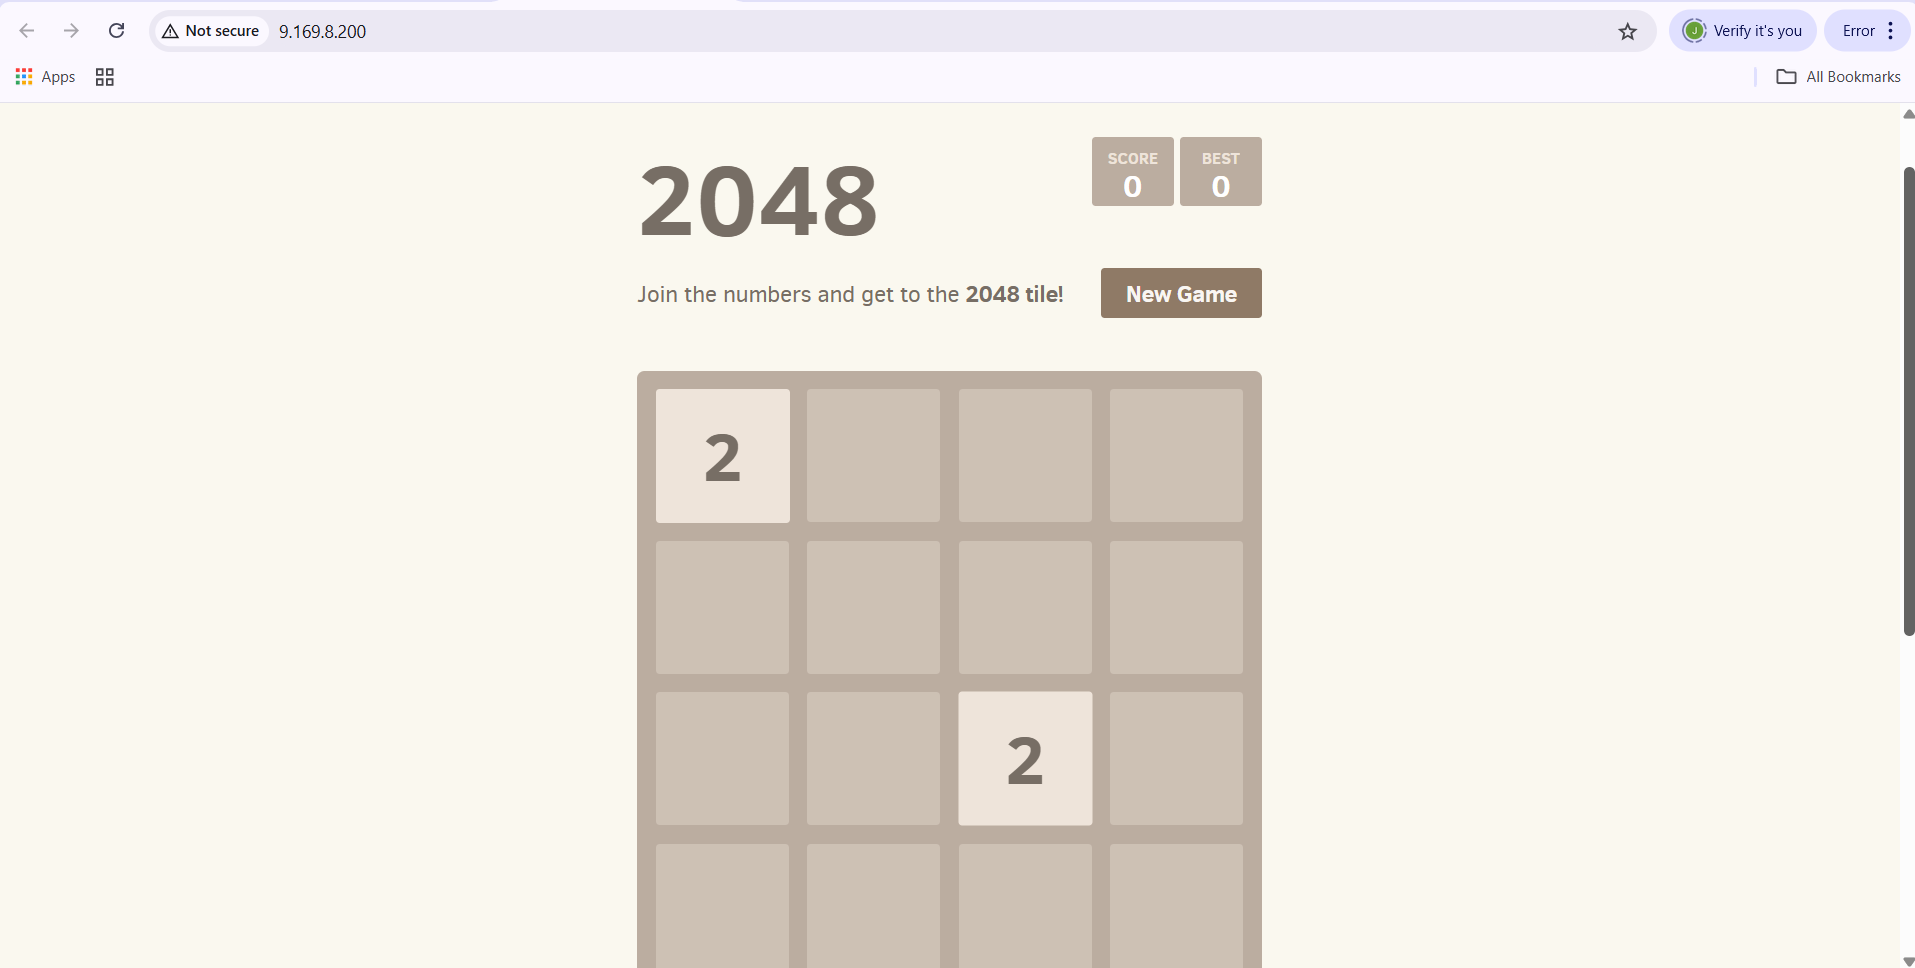 Not secure
9.169.8.200
Verify it's you
Error
Apps
All Bookmarks
2048
SCORE
0
BEST
0
Join the numbers and get to the 2048 tile!
New Game
2
2